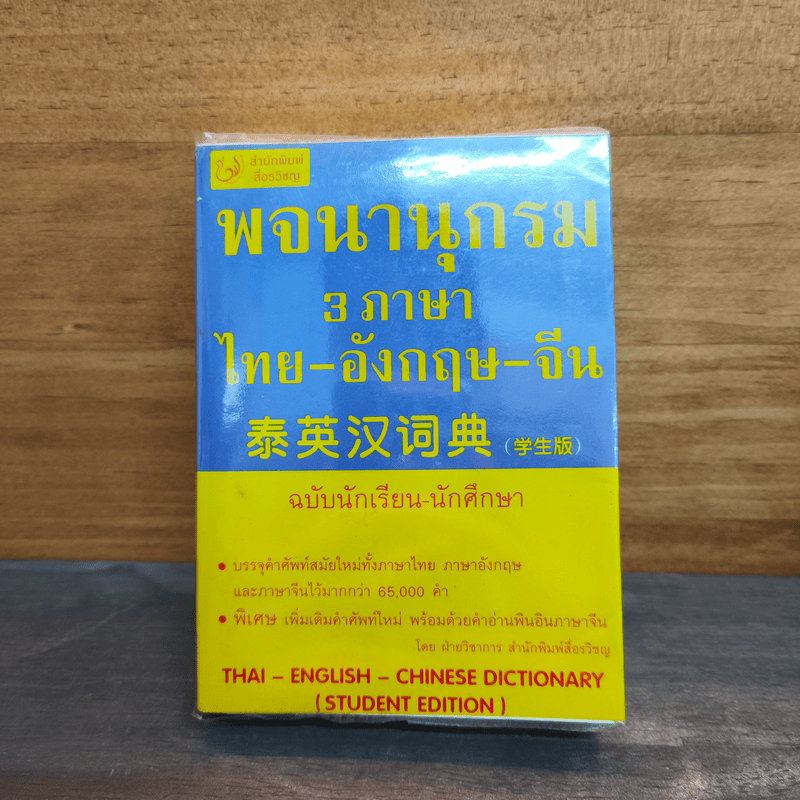 สำนักพิมพ์
สื่อรวิชญ
พจนานุกรม
3 ภาษา
ไทย-อังกฤษ-จีน
泰英汉词典 (学生版)
ฉบับนักเรียน-นักศึกษา
• บรรจุคำศัพท์สมัยใหม่ทั้งภาษาไทย ภาษาอังกฤษ
และภาษาจีนไว้มากกว่า 65,000 คำ
• พิเศษ เพิ่มเติมคำศัพท์ใหม่ พร้อมด้วยคำอ่านพินอินภาษาจีน
โดย ฝ่ายวิชาการ สำนักพิมพ์สื่อรวิชญ
THAI - ENGLISH - CHINESE DICTIONARY
(STUDENT EDITION)